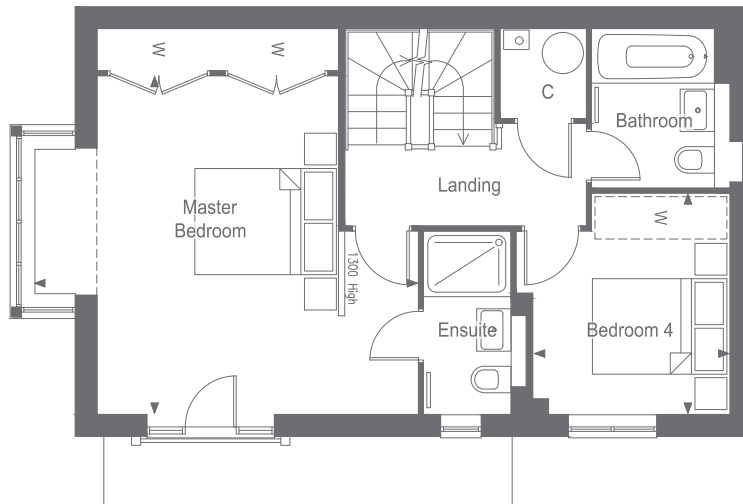 W
W
C
Bathroom
Landing
Master
Bedroom
W
1300 High
Ensuite
Bedroom 4